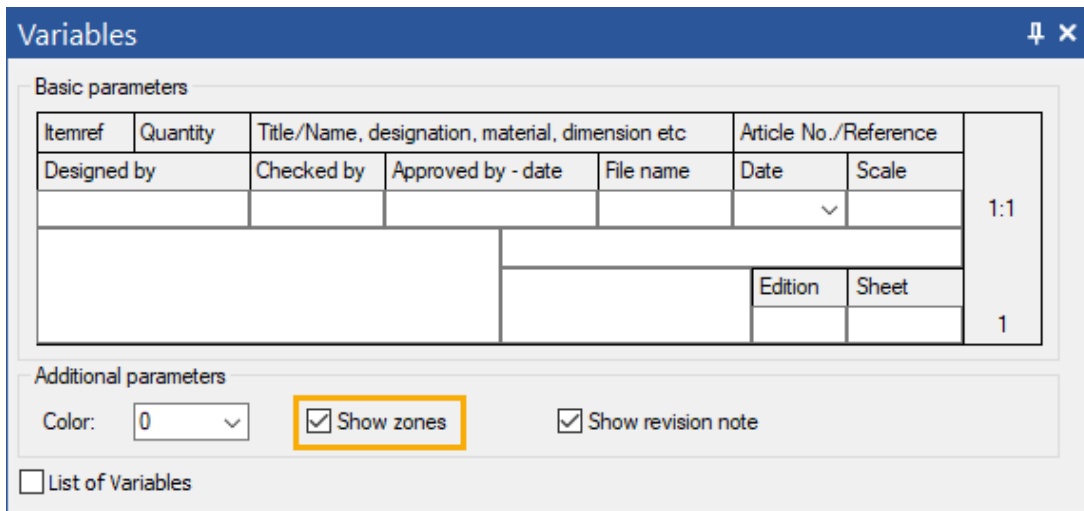 Variables
Basic parameters
Itemref Quantity Title/Name, designation, material, dimension etc Article No./Reference
Designed by Checked by Approved by - date File name Date Scale
1:1
Edition Sheet
1
Additional parameters
Color: 0 Show zones Show revision note
List of Variables